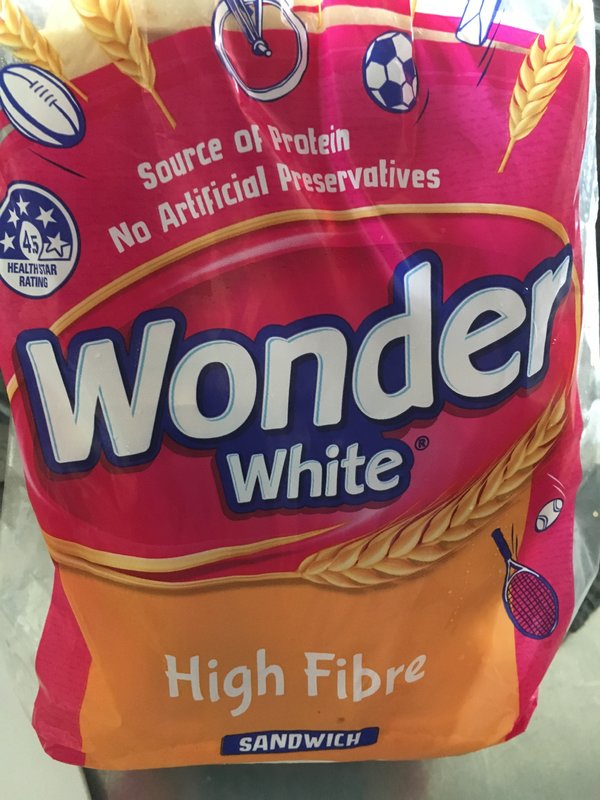 Source of Protein
No Artificial Preservatives
4.5
HEALTH STAR
RATING
Wonder
White®
High Fibre
SANDWICH